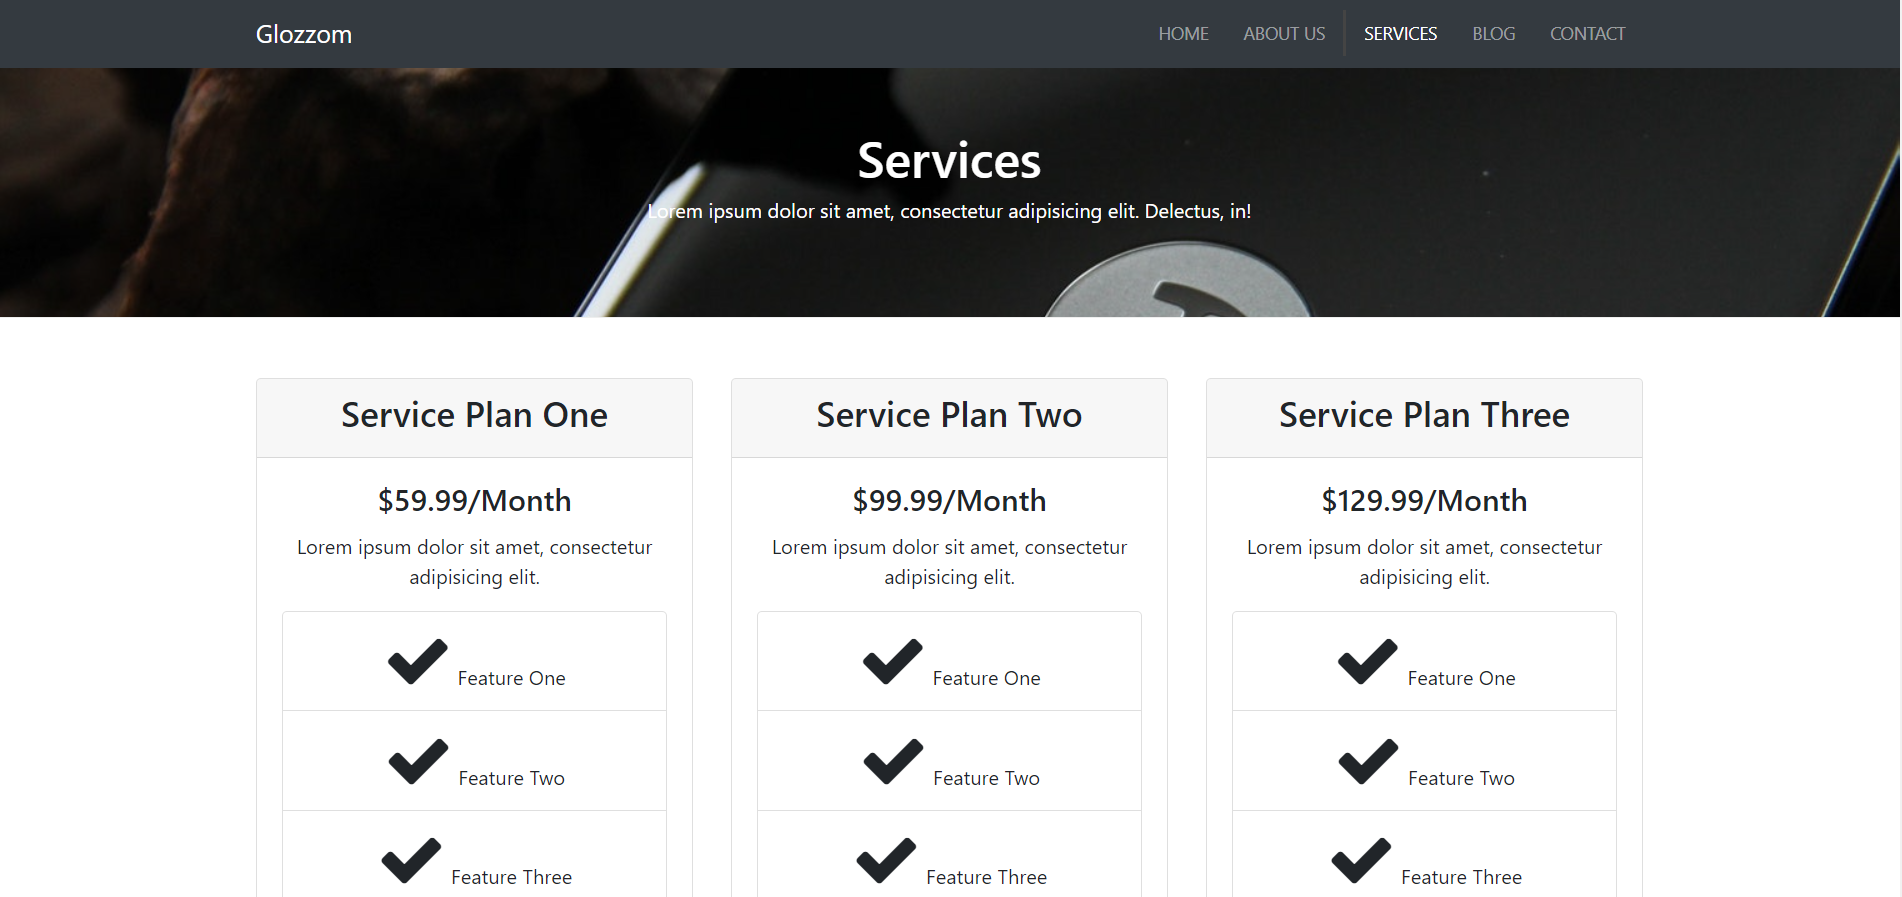 Glozzom
HOME ABOUT US SERVICES BLOG CONTACT
Services
Lorem ipsum dolor sit amet, consectetur adipisicing elit. Delectus, in!
Service Plan One
$59.99/Month
Lorem ipsum dolor sit amet, consectetur
adipisicing elit.
Feature One
Feature Two
Feature Three
Service Plan Two
$99.99/Month
Lorem ipsum dolor sit amet, consectetur
adipisicing elit.
Feature One
Feature Two
Feature Three
Service Plan Three
$129.99/Month
Lorem ipsum dolor sit amet, consectetur
adipisicing elit.
Feature One
Feature Two
Feature Three